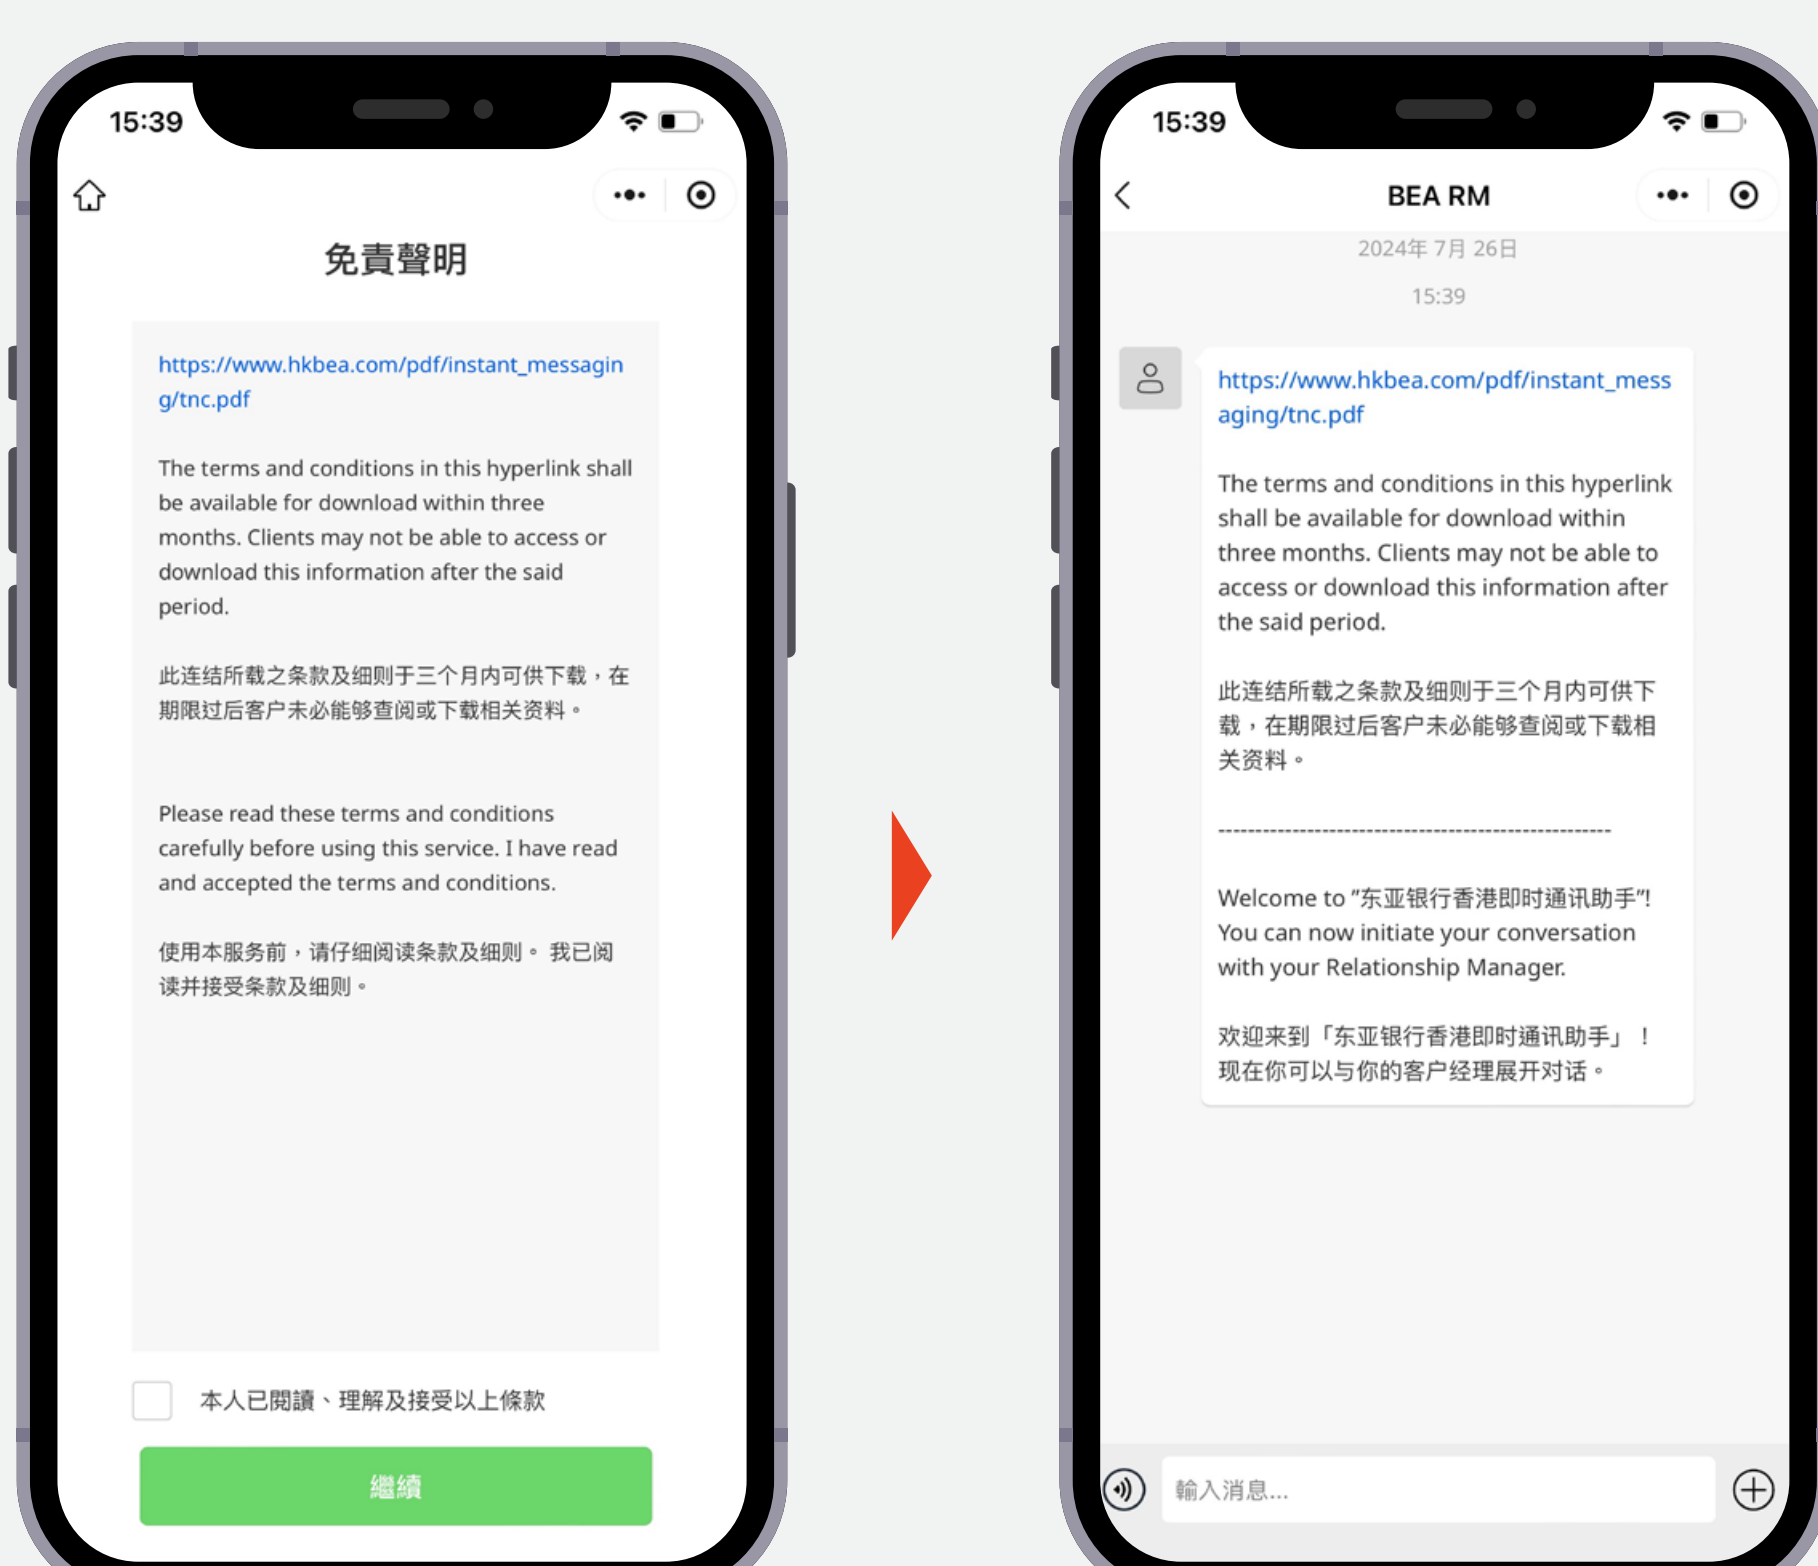 15:39
免責聲明
https://www.hkbea.com/pdf/instant_messagin
g/tnc.pdf
The terms and conditions in this hyperlink shall
be available for download within three
months. Clients may not be able to access or
download this information after the said
period.
此连结所载之条款及细则于三个月内可供下载，在
期限过后客户未必能够查阅或下载相关资料。
Please read these terms and conditions
carefully before using this service. I have read
and accepted the terms and conditions.
使用本服务前，请仔细阅读条款及细则。 我已阅
读并接受条款及细则。
本人已閱讀、理解及接受以上條款
繼續
15:39
BEA RM
2024年 7月 26日
15:39
https://www.hkbea.com/pdf/instant_mess
aging/tnc.pdf
The terms and conditions in this hyperlink
shall be available for download within
three months. Clients may not be able to
access or download this information after
the said period.
此连结所载之条款及细则于三个月内可供下
载，在期限过后客户未必能够查阅或下载相
关资料。
-----------------------------------------------------
Welcome to "东亚银行香港即时通讯助手"!
You can now initiate your conversation
with your Relationship Manager.
欢迎来到「东亚银行香港即时通讯助手」！
现在你可以与你的客户经理展开对话。
輸入消息...